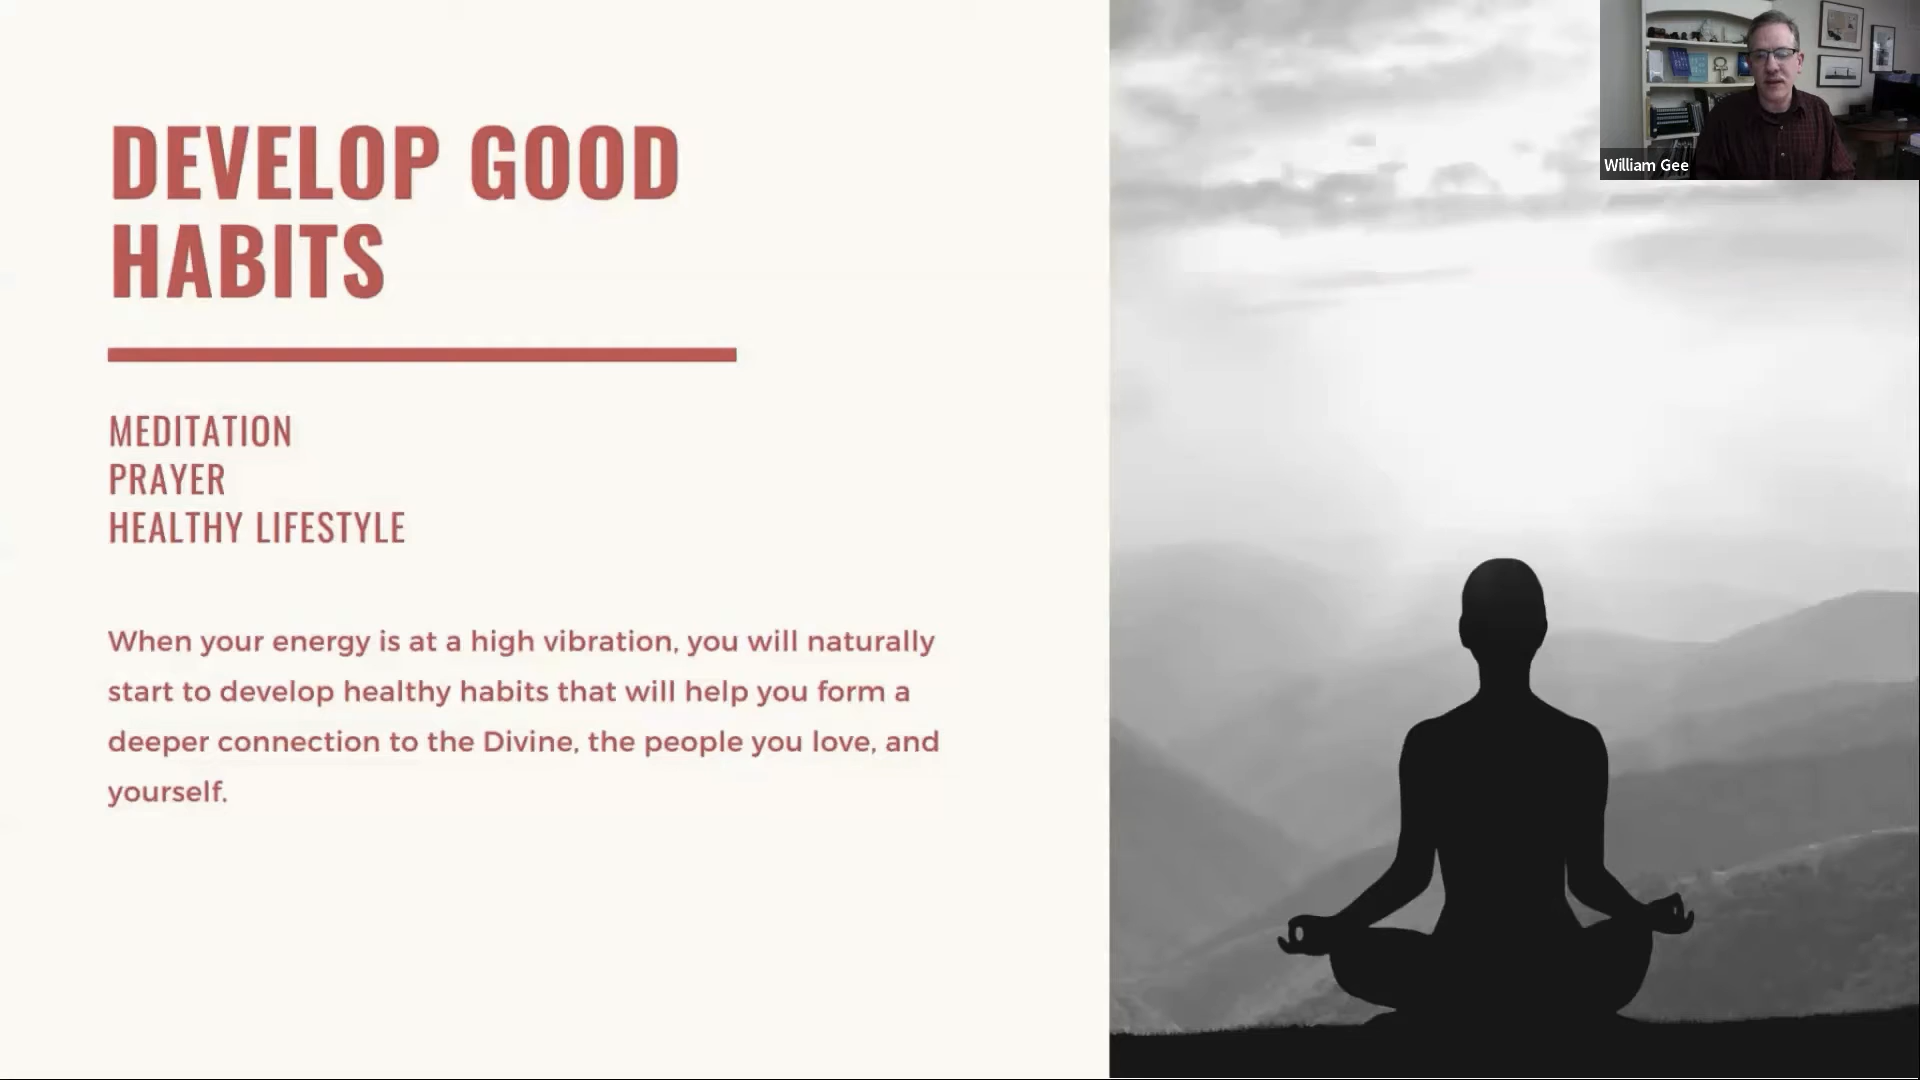 DEVELOP GOOD
HABITS
MEDITATION
PRAYER
HEALTHY LIFESTYLE
When your energy is at a high vibration, you will naturally
start to develop healthy habits that will help you form a
deeper connection to the Divine, the people you love, and
yourself.
William Gee